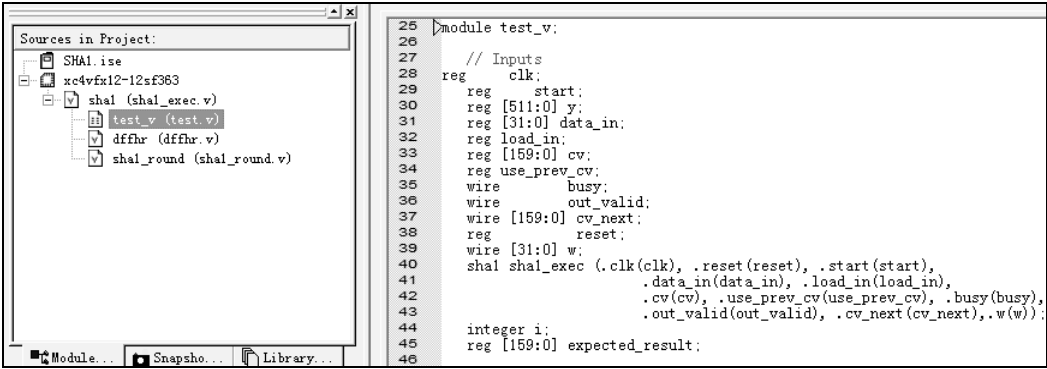 Sources in Project:
SHA1.ise
xc4vfx12-12sf363
sha1 (sha1_exec.v)
test_v (test.v)
dffhr (dffhr.v)
sha1_round (sha1_round.v)
Module...
Snapsho...
Library...
25 module test_v;
26
27 // Inputs
28 reg clk;
29 reg start;
30 reg [511:0] y;
31 reg [31:0] data_in;
32 reg load_in;
33 reg [159:0] cv;
34 reg use_prev_cv;
35 wire busy;
36 wire out_valid;
37 wire [159:0] cv_next;
38 reg reset;
39 wire [31:0] w;
40 sha1 sha1_exec (.clk(clk), .reset(reset), .start(start),
41 .data_in(data_in), .load_in(load_in),
42 .cv(cv), .use_prev_cv(use_prev_cv), .busy(busy),
43 .out_valid(out_valid), .cv_next(cv_next),.w(w));
44 integer i;
45 reg [159:0] expected_result;
46